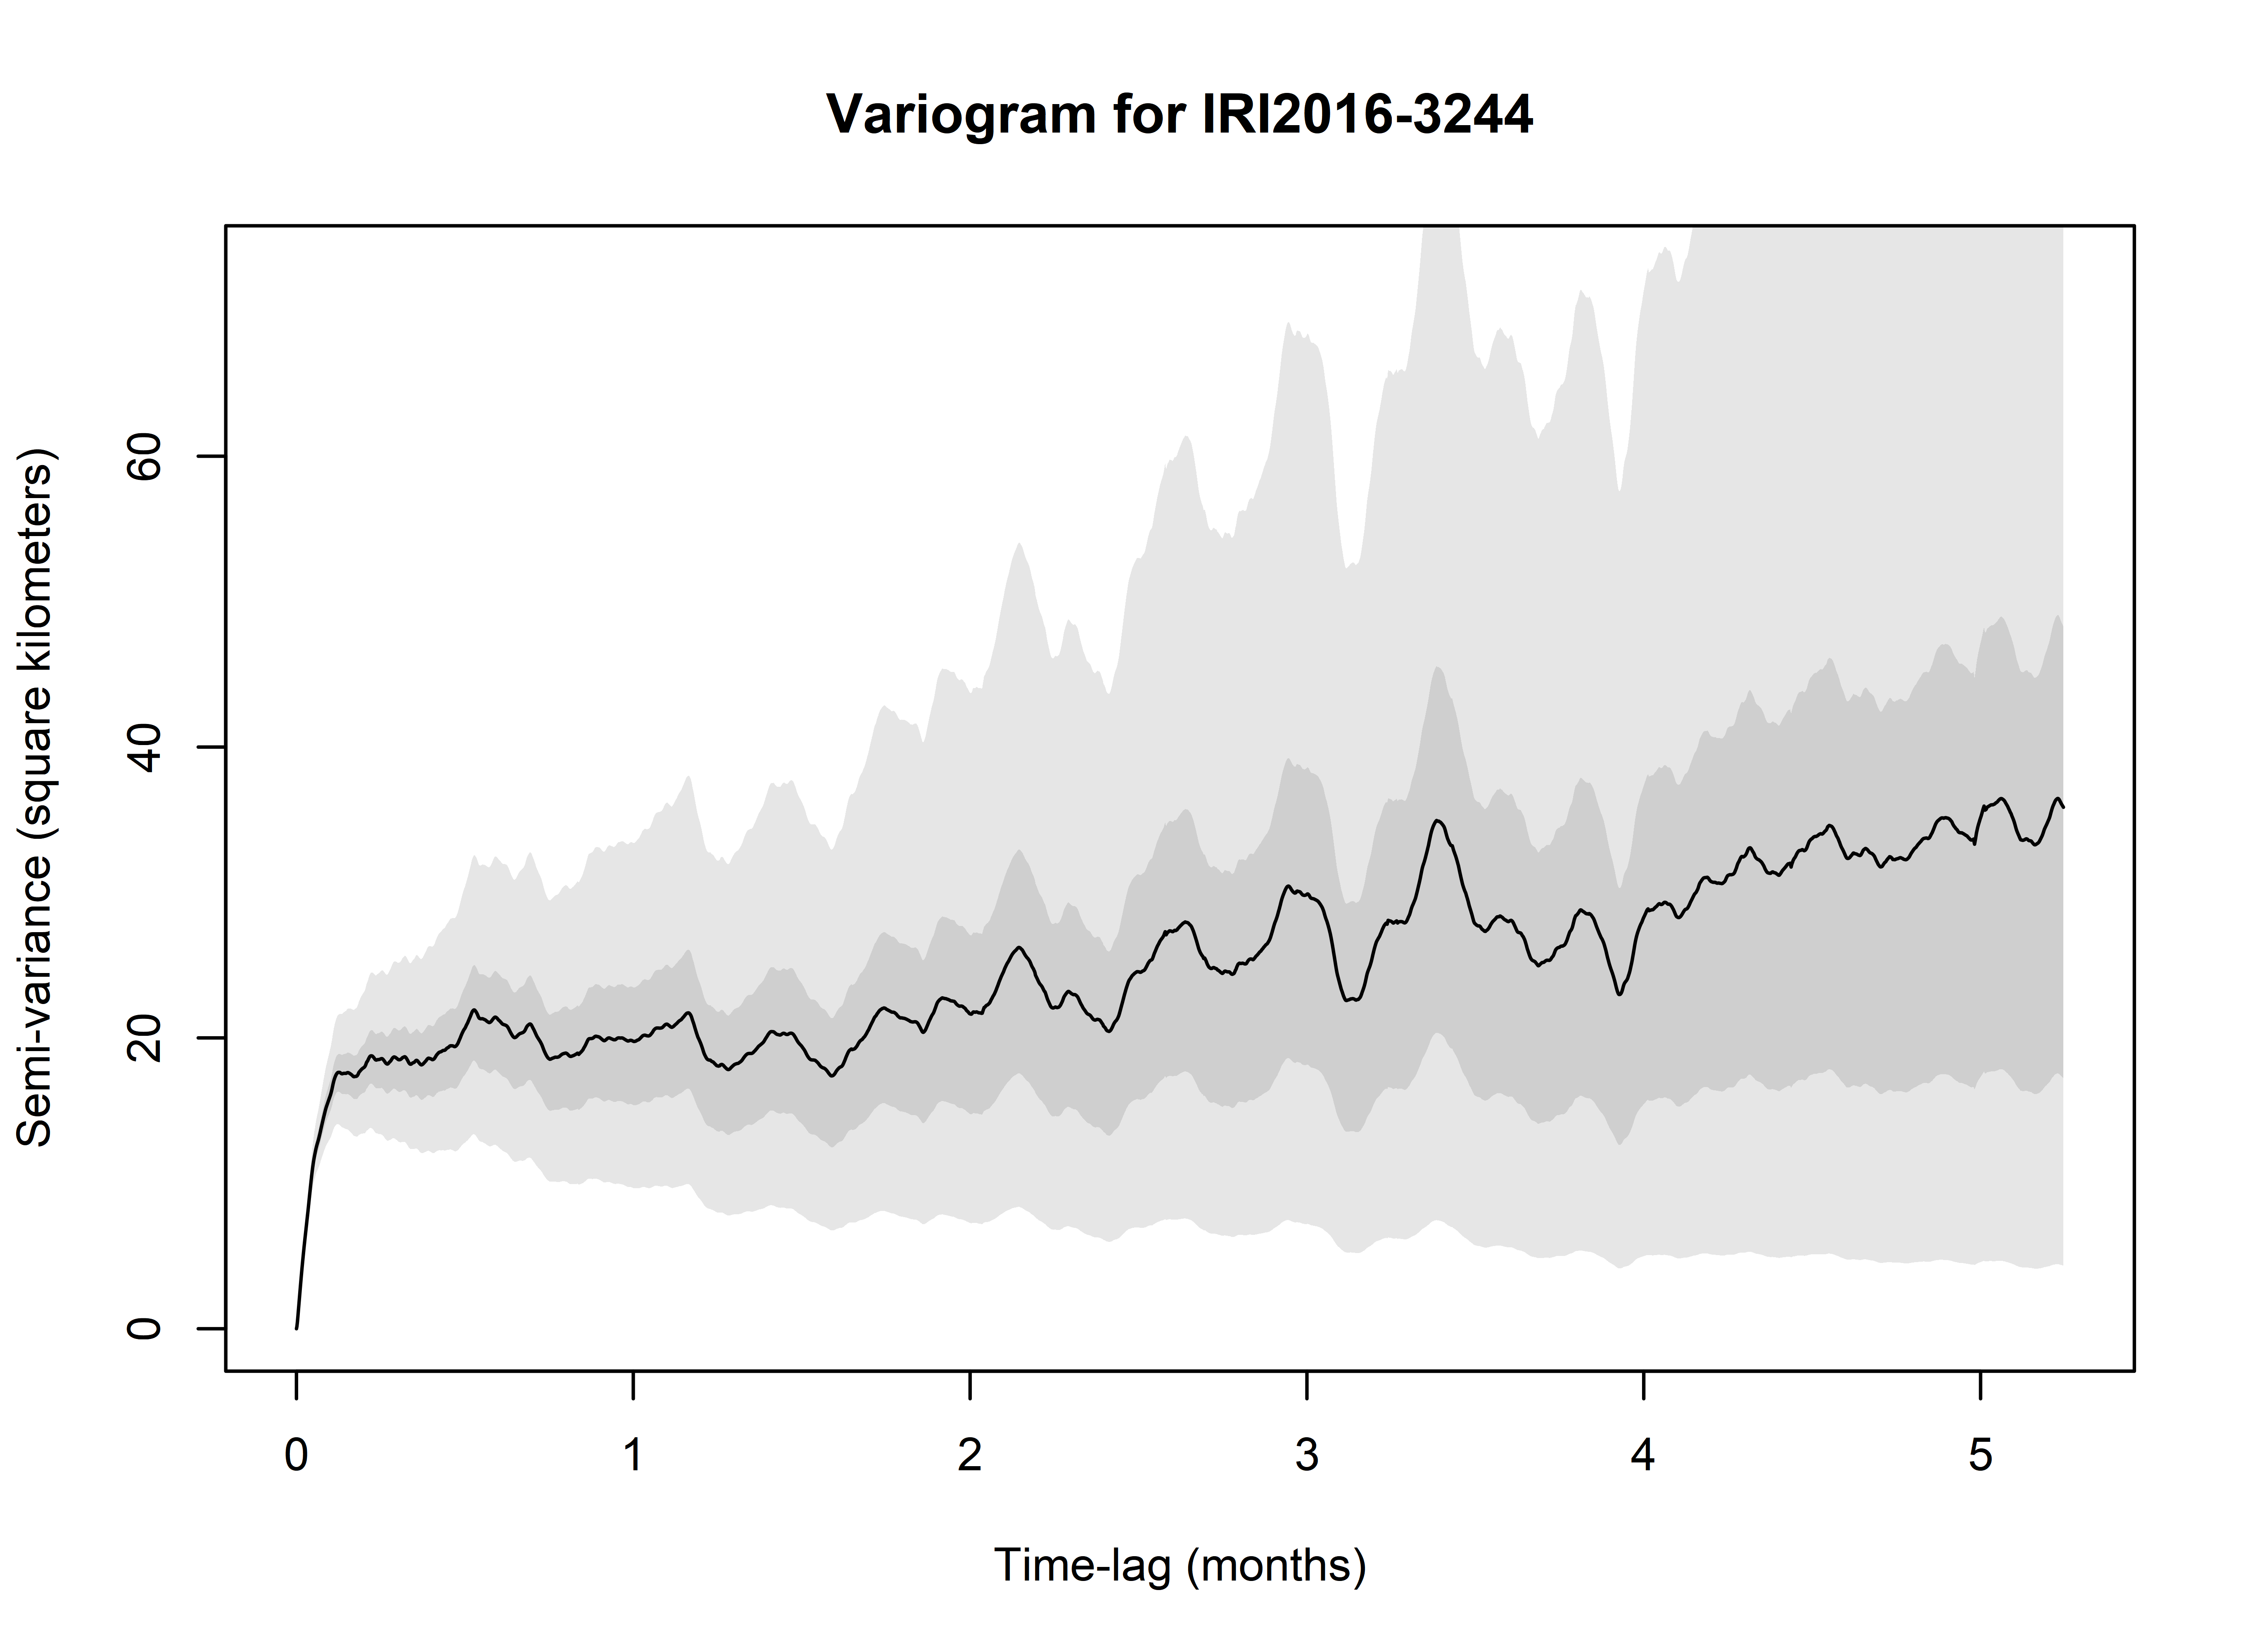 Variogram for IRI2016-3244
Semi-variance (square kilometers)
60
40
20
0
0 1 2 3 4 5
Time-lag (months)